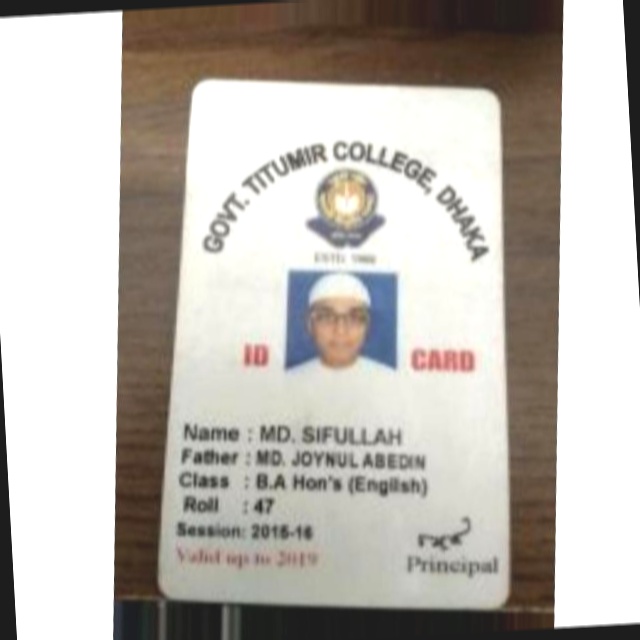 GOVT. TITUMIR COLLEGE, DHAKA
ESTD. 1968
ID CARD
Name : MD. SIFULLAH
Father : MD. JOYNUL ABEDIN
Class : B.A Hon's (English)
Roll : 47
Session: 2015-16
Valid up to 2019
Principal